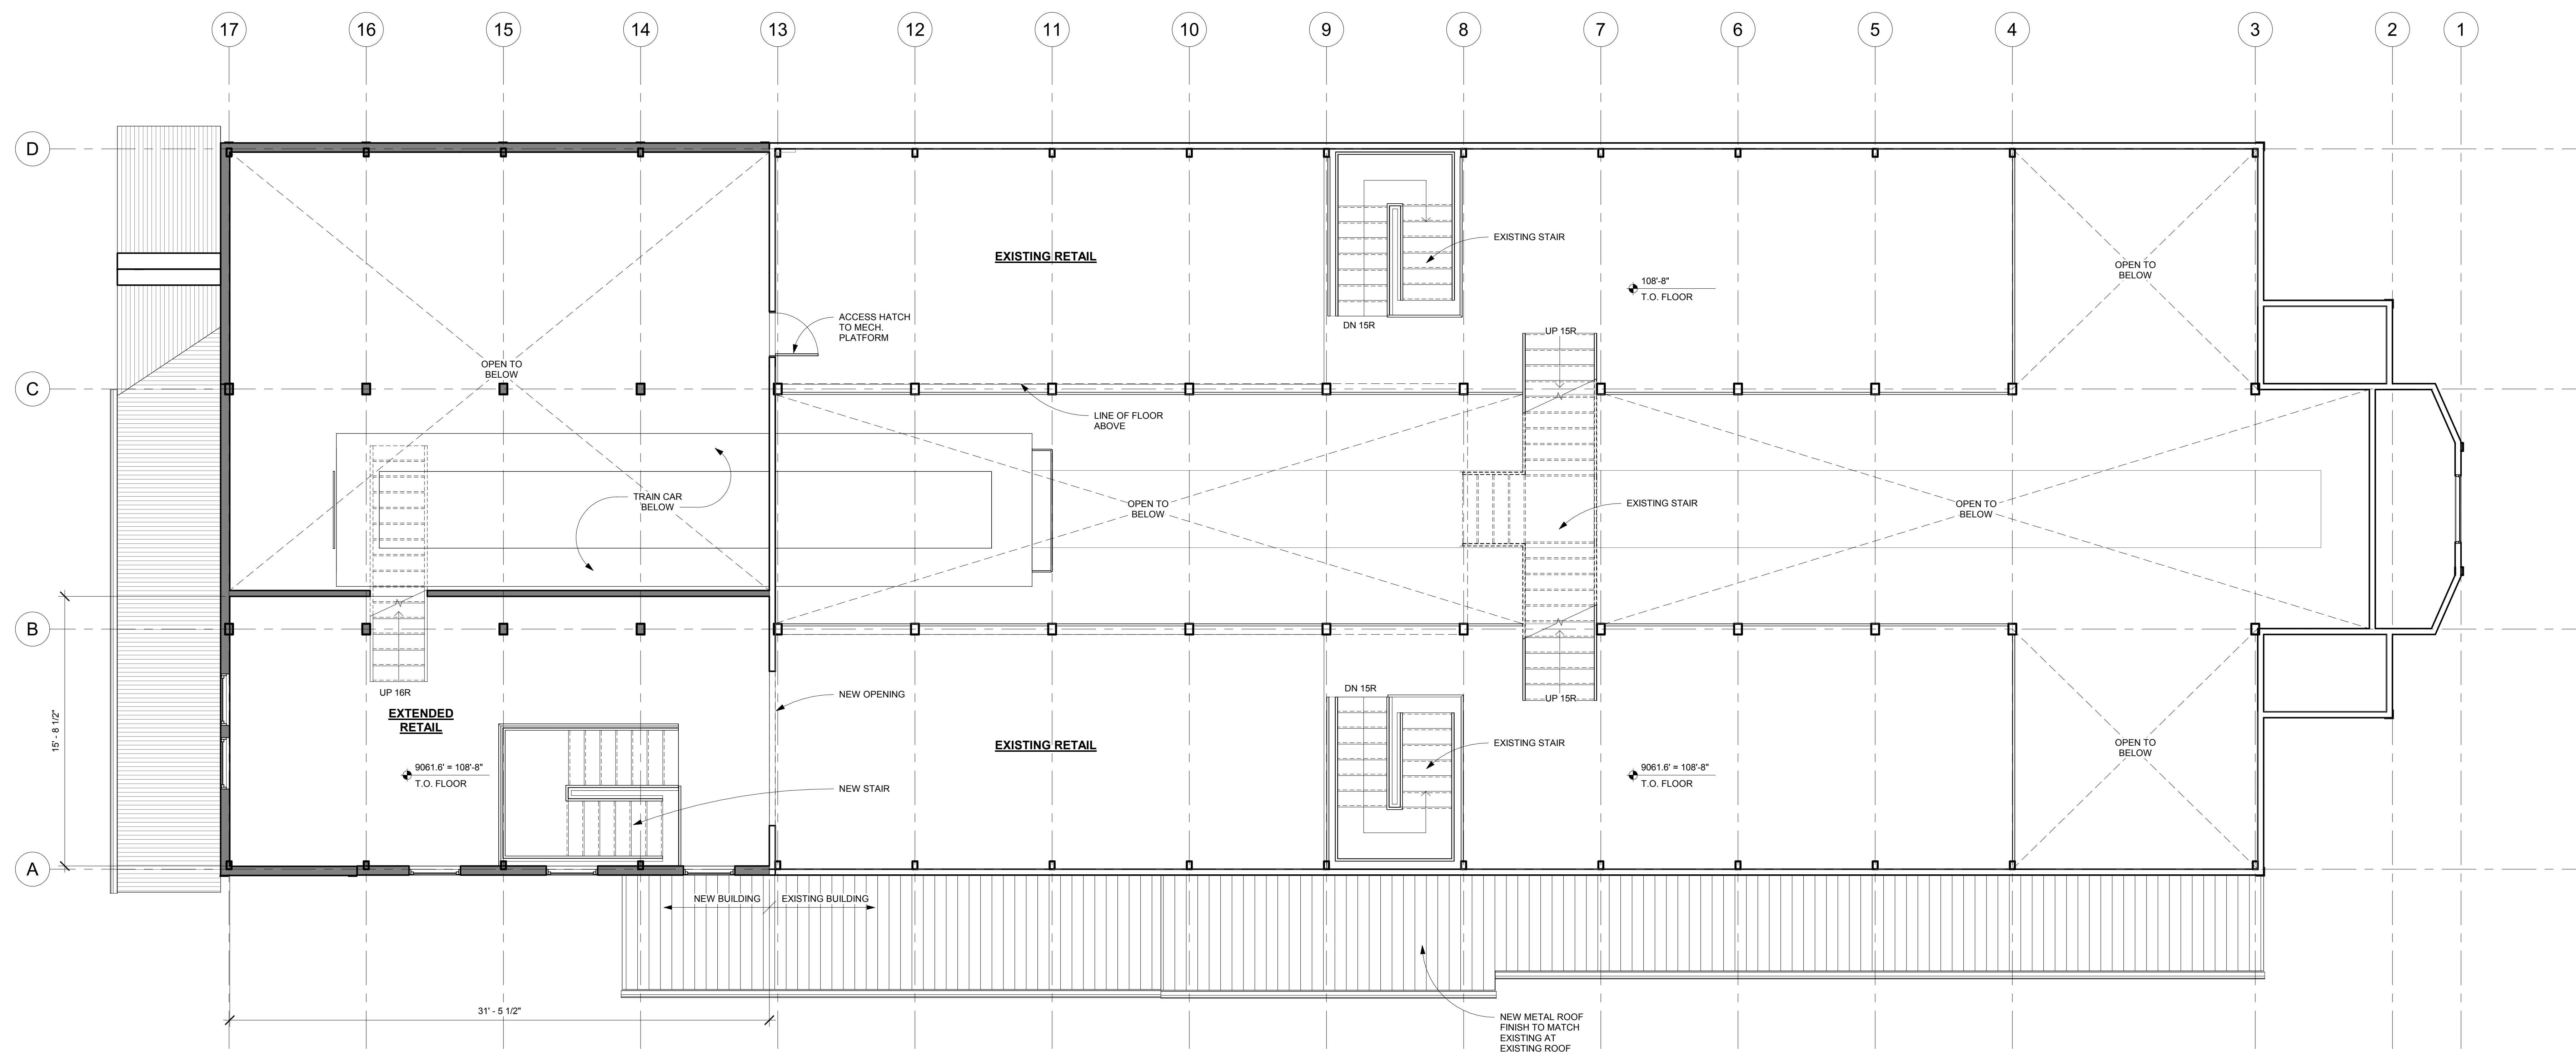 17
16
15
14
13
12
11
10
9
8
7
6
5
4
3
2
1
D
C
B
A
EXISTING RETAIL
EXISTING STAIR
108'-8"
T.O. FLOOR
OPEN TO
BELOW
ACCESS HATCH
TO MECH.
PLATFORM
DN 15R
UP 15R
OPEN TO
BELOW
LINE OF FLOOR
ABOVE
TRAIN CAR
BELOW
OPEN TO
BELOW
EXISTING STAIR
OPEN TO
BELOW
UP 16R
NEW OPENING
DN 15R
UP 15R
EXTENDED
RETAIL
15' - 8 1/2"
EXISTING RETAIL
EXISTING STAIR
OPEN TO
BELOW
9061.6' = 108'-8"
T.O. FLOOR
9061.6' = 108'-8"
T.O. FLOOR
NEW STAIR
NEW BUILDING
EXISTING BUILDING
31' - 5 1/2"
NEW METAL ROOF
FINISH TO MATCH
EXISTING AT
EXISTING ROOF